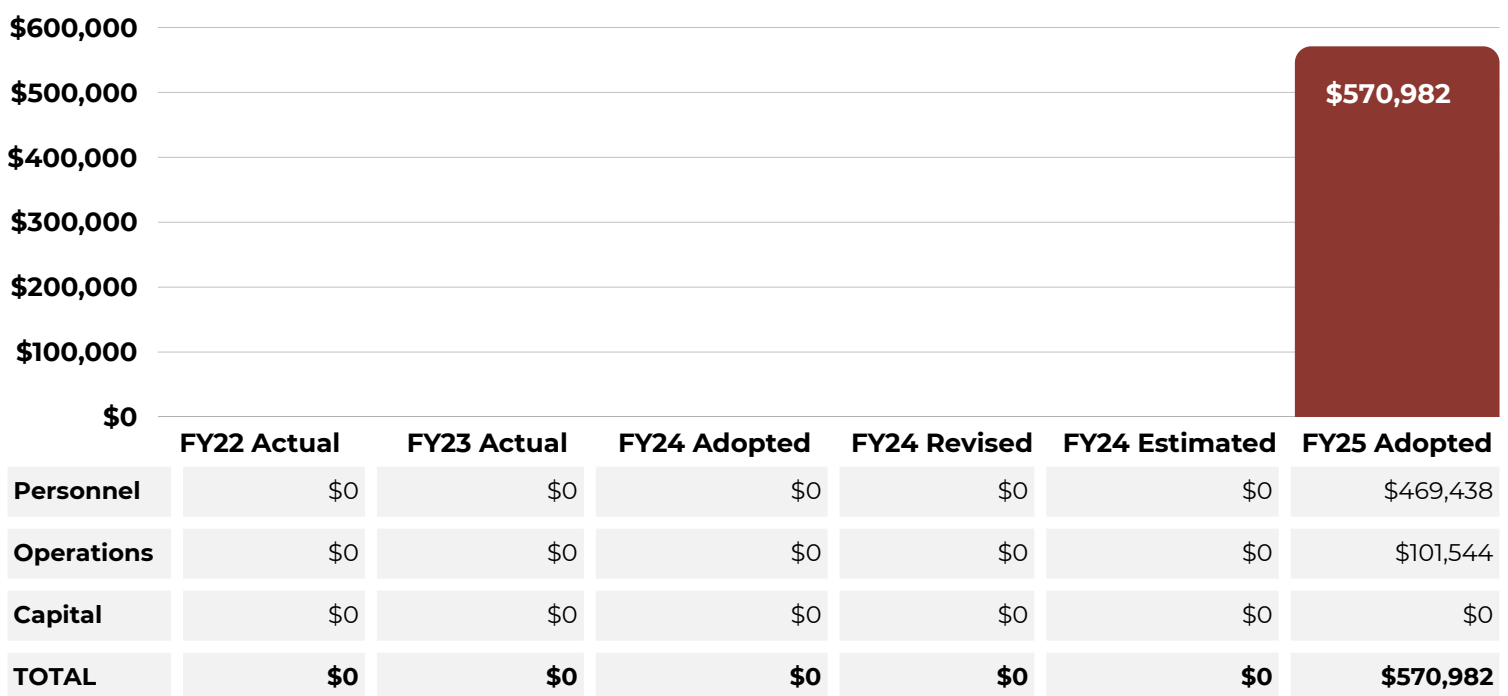 $600,000
$500,000
$570,982
$400,000
$300,000
$200,000
$100,000
$0
FY22 Actual FY23 Actual FY24 Adopted FY24 Revised FY24 Estimated FY25 Adopted
Personnel $0 $0 $0 $0 $0 $469,438
Operations $0 $0 $0 $0 $0 $101,544
Capital $0 $0 $0 $0 $0 $0
TOTAL $0 $0 $0 $0 $0 $570,982